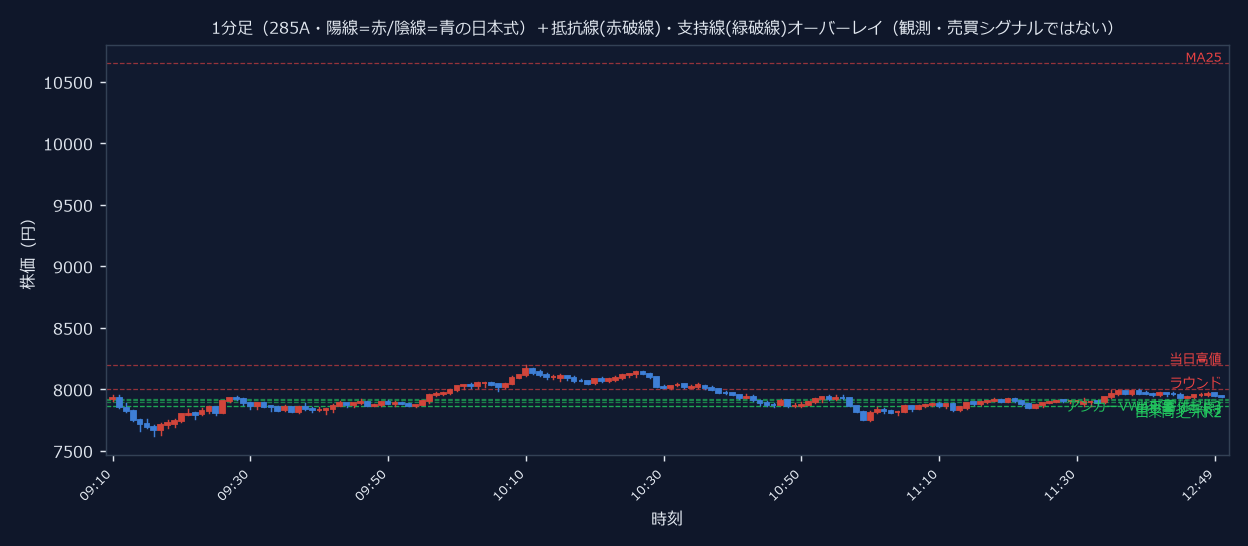 1分足（285A・陽線=赤/陰線=青の日本式）＋抵抗線(赤破線)・支持線(緑破線)オーバーレイ（観測・売買シグナルではない）
株価（円）
10500
10000
9500
9000
8500
8000
7500
MA25
当日高値
ラウンド
09:10
09:30
09:50
10:10
10:30
10:50
11:10
11:30
12:49
時刻